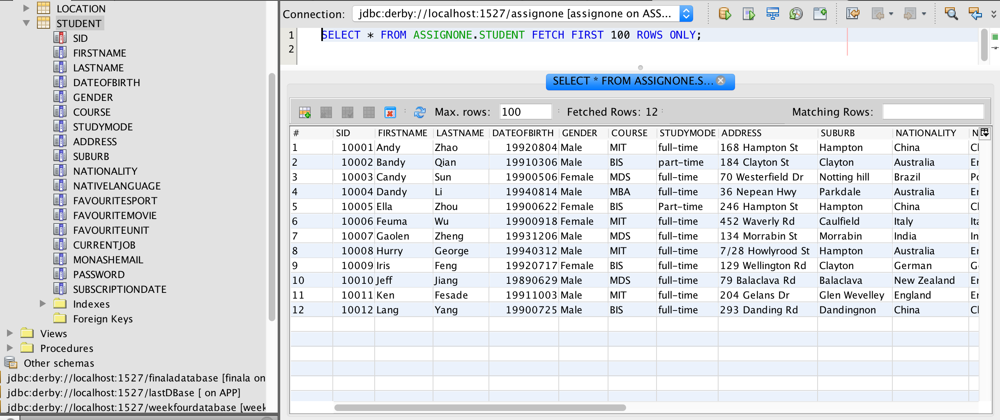 LOCATION
STUDENT
SID
FIRSTNAME
LASTNAME
DATEOFBIRTH
GENDER
COURSE
STUDYMODE
ADDRESS
SUBURB
NATIONALITY
NATIVELANGUAGE
FAVOURITESPORT
FAVOURITEMOVIE
FAVOURITEUNIT
CURRENTJOB
MONASHEMAIL
PASSWORD
SUBSCRIPTIONDATE
Indexes
Foreign Keys
Views
Procedures
Other schemas
jdbc:derby://localhost:1527/finaladatabase [finala on
jdbc:derby://localhost:1527/lastDBase [ on APP]
jdbc:derby://localhost:1527/weekfourdatabase [week
Connection: jdbc:derby://localhost:1527/assignone [assignone on ASS...
1 SELECT * FROM ASSIGNONE.STUDENT FETCH FIRST 100 ROWS ONLY;
2
SELECT * FROM ASSIGNONE.S...
Max. rows: 100 Fetched Rows: 12 Matching Rows:
# SID FIRSTNAME LASTNAME DATEOFBIRTH GENDER COURSE STUDYMODE ADDRESS SUBURB NATIONALITY N
1 10001 Andy Zhao 19920804 Male MIT full-time 168 Hampton St Hampton China Cl
2 10002 Bandy Qian 19910306 Male BIS part-time 184 Clayton St Clayton Australia Er
3 10003 Candy Sun 19900506 Female MDS full-time 70 Westerfield Dr Notting hill Brazil Po
4 10004 Dandy Li 19940814 Male MBA full-time 36 Nepean Hwy Parkdale Australia Er
5 10005 Ella Zhou 19900622 Female BIS Part-time 246 Hampton St Hampton China Cl
6 10006 Feuma Wu 19900918 Female MIT full-time 452 Waverly Rd Caulfield Italy Ita
7 10007 Gaolen Zheng 19931206 Male MDS full-time 134 Morrabin St Morrabin India In
8 10008 Hurry George 19940312 Male MIT full-time 7/28 Howlyrood St Hampton Australia Er
9 10009 Iris Feng 19920717 Female BIS full-time 129 Wellington Rd Clayton German G
10 10010 Jeff Jiang 19890629 Male MDS full-time 79 Balaclava Rd Balaclava New Zealand Er
11 10011 Ken Fesade 19911003 Male MIT full-time 204 Gelans Dr Glen Wevelley England Er
12 10012 Lang Yang 19900725 Male BIS full-time 293 Danding Rd Dandingnon China Cl